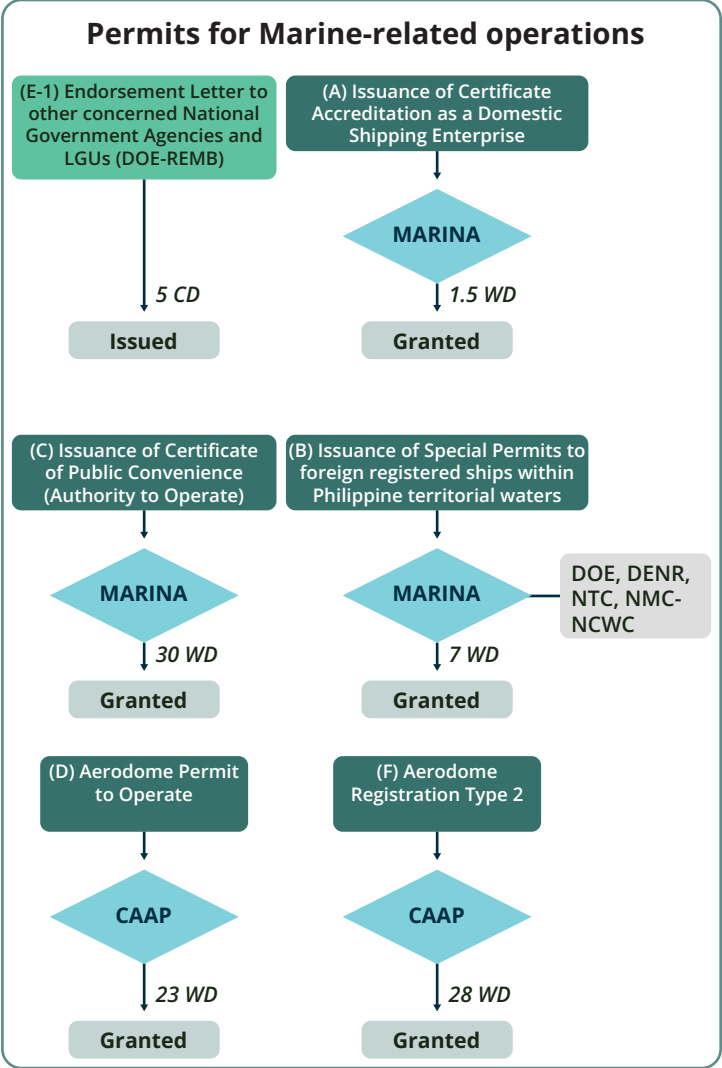 Permits for Marine-related operations
(E-1) Endorsement Letter to
other concerned National
Government Agencies and
LGUs (DOE-REMB)
5 CD
Issued
(A) Issuance of Certificate
Accreditation as a Domestic
Shipping Enterprise
MARINA
1.5 WD
Granted
(C) Issuance of Certificate
of Public Convenience
(Authority to Operate)
MARINA
30 WD
Granted
(B) Issuance of Special Permits to
foreign registered ships within
Philippine territorial waters
MARINA
DOE, DENR,
NTC, NMC-
NCWC
7 WD
Granted
(D) Aerodome Permit
to Operate
CAAP
23 WD
Granted
(F) Aerodome
Registration Type 2
CAAP
28 WD
Granted